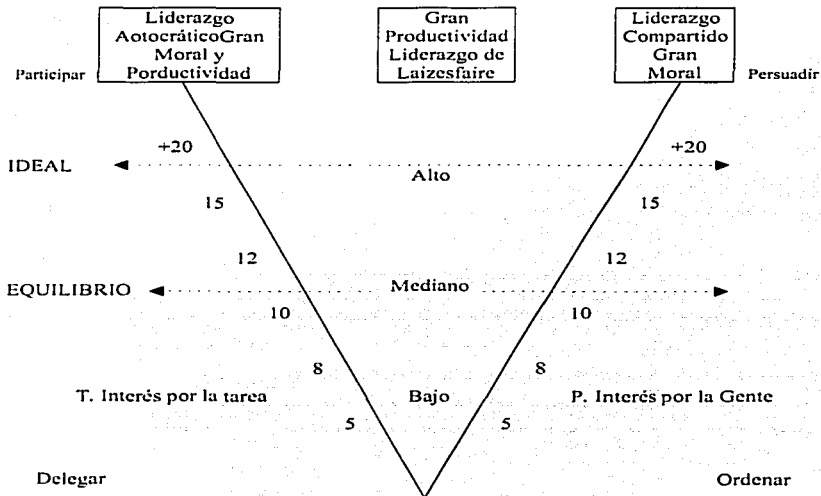 Liderazgo
AotocráticoGran
Moral y
Porductividad
Gran
Productividad
Liderazgo de
Laizesfaire
Liderazgo
Compartido
Gran
Moral
Participar
Persuadir
+20
+20
IDEAL
Alto
15
15
12
12
EQUILIBRIO
Mediano
10
10
8
8
T. Interés por la tarea
Bajo
P. Interés por la Gente
5
5
Delegar
Ordenar